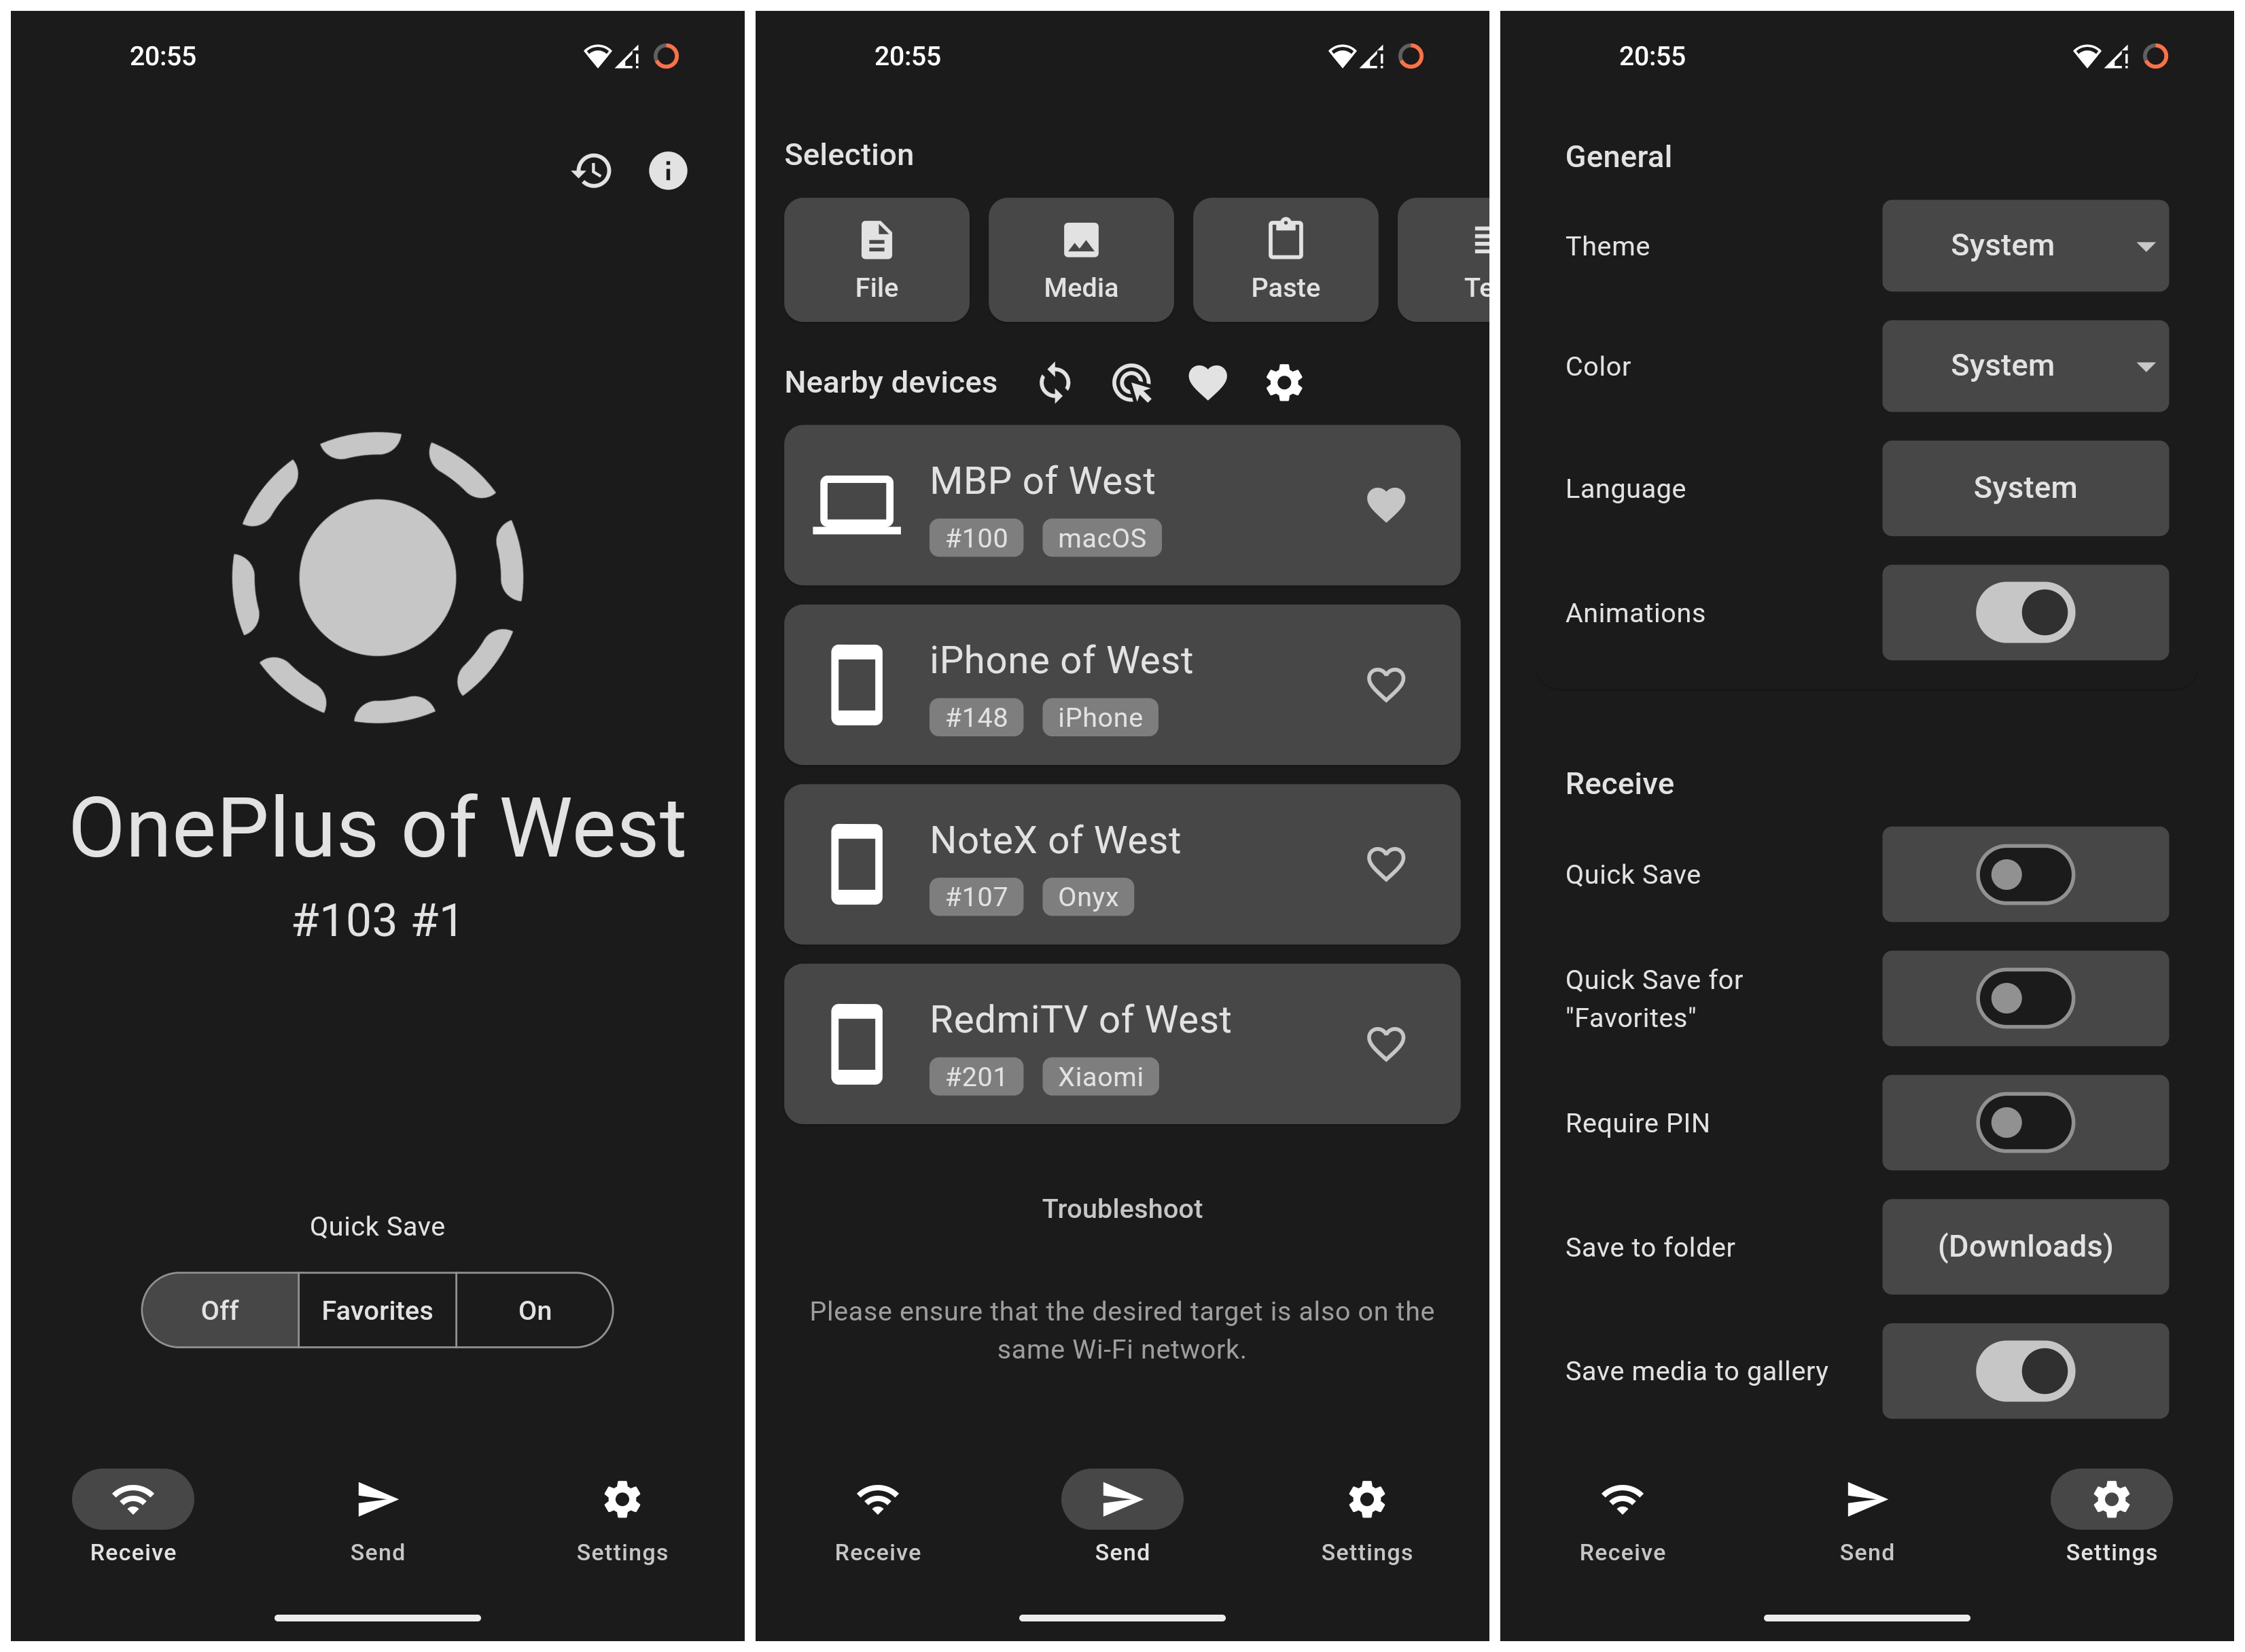 20:55
OnePlus of West
#103 #1
Quick Save
Off Favorites On
Receive Send Settings
20:55
Selection
File Media Paste Te
Nearby devices
MBP of West
#100 macOS
iPhone of West
#148 iPhone
NoteX of West
#107 Onyx
RedmiTV of West
#201 Xiaomi
Troubleshoot
Please ensure that the desired target is also on the
same Wi-Fi network.
Receive Send Settings
20:55
General
Theme System
Color System
Language System
Animations
Receive
Quick Save
Quick Save for
"Favorites"
Require PIN
Save to folder (Downloads)
Save media to gallery
Receive Send Settings